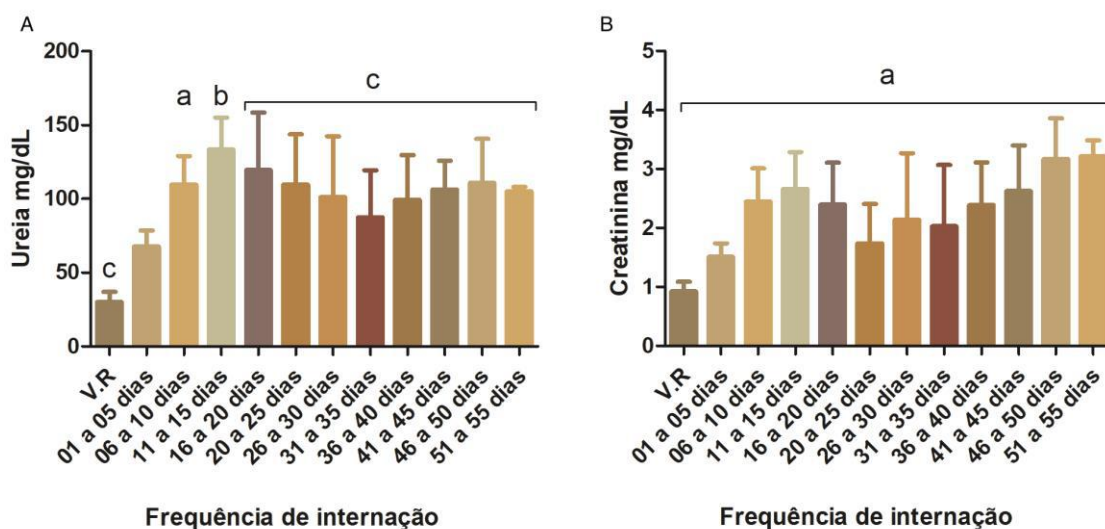 A
Ureia mg/dL
200
150
100
50
0
c
a
b
c
V.R
01 a 05 dias
06 a 10 dias
11 a 15 dias
16 a 20 dias
20 a 25 dias
26 a 30 dias
31 a 35 dias
36 a 40 dias
41 a 45 dias
46 a 50 dias
51 a 55 dias
Frequência de internação
B
Creatinina mg/dL
5
4
3
2
1
0
a
V.R
01 a 05 dias
06 a 10 dias
11 a 15 dias
16 a 20 dias
20 a 25 dias
26 a 30 dias
31 a 35 dias
36 a 40 dias
41 a 45 dias
46 a 50 dias
51 a 55 dias
Frequência de internação